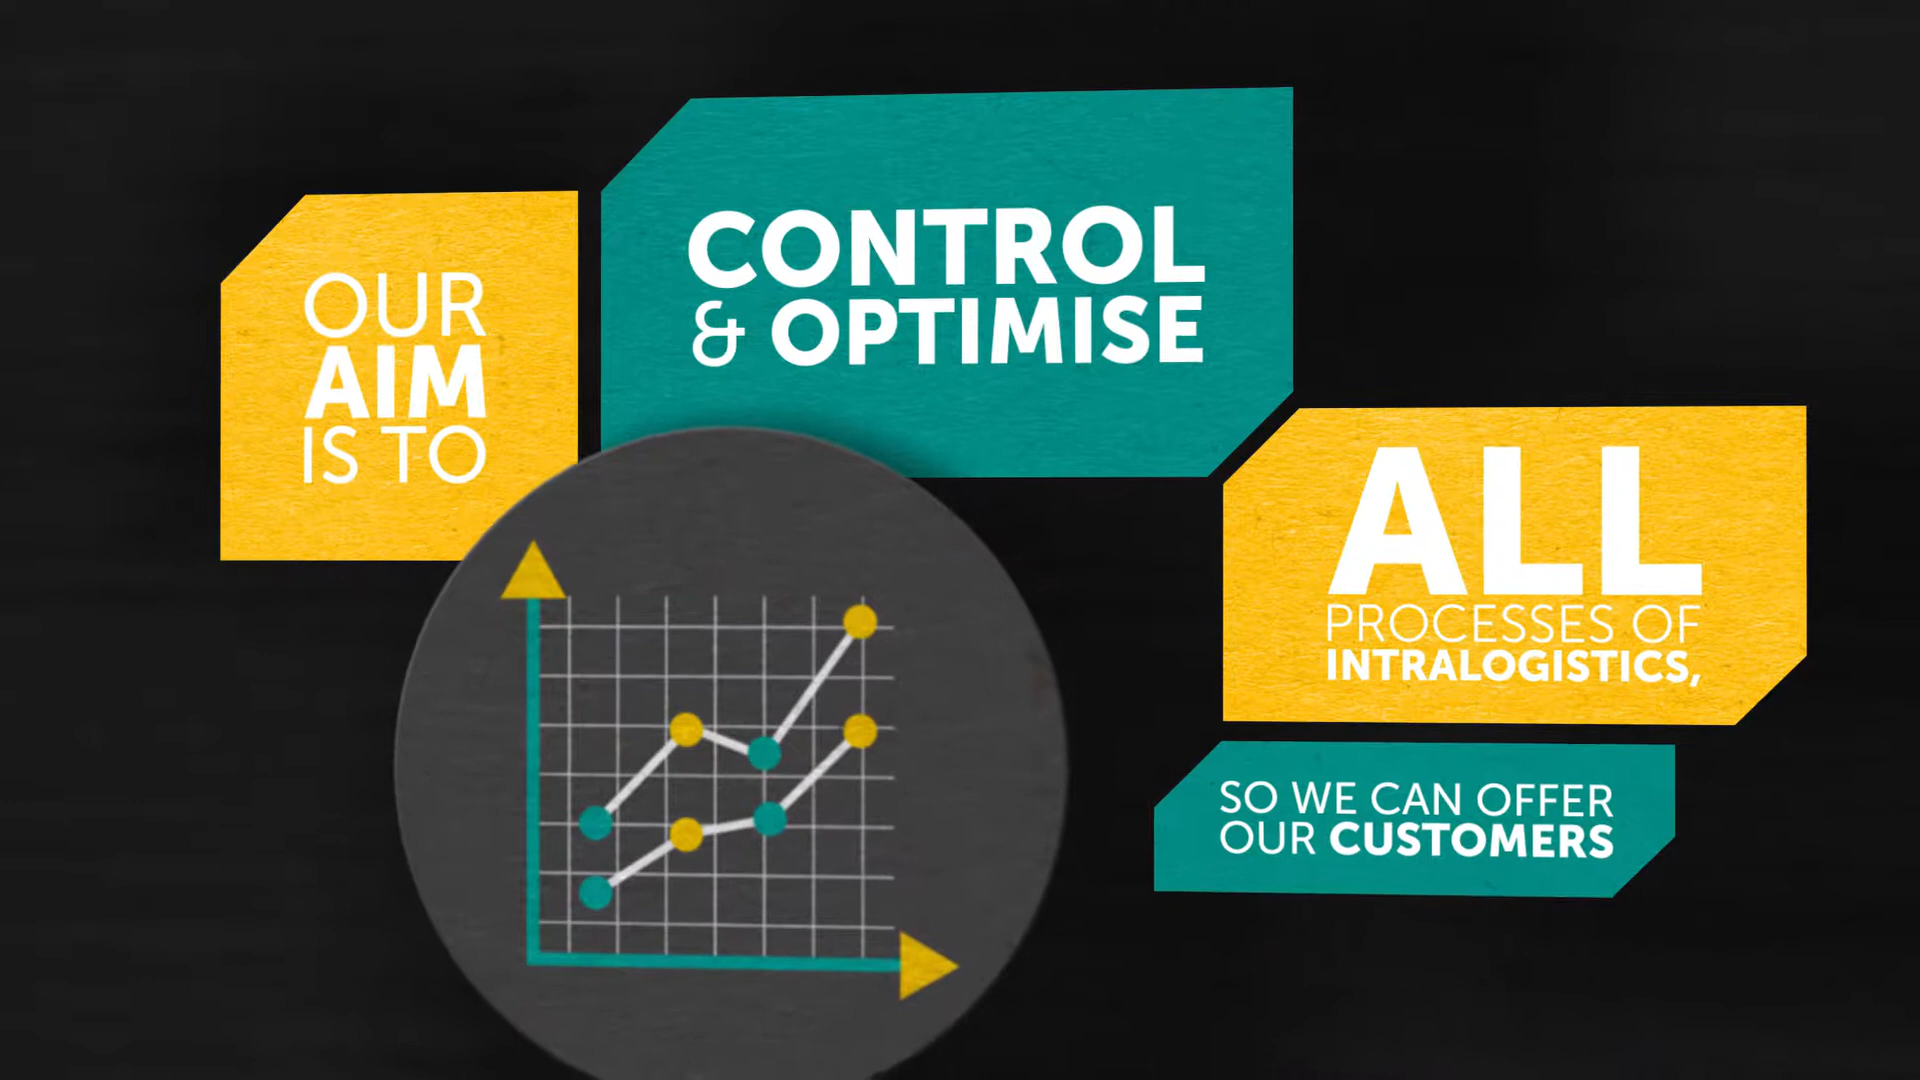 OUR
AIM
IS TO
CONTROL
& OPTIMISE
ALL
PROCESSES OF
INTRALOGISTICS,
SO WE CAN OFFER
OUR CUSTOMERS